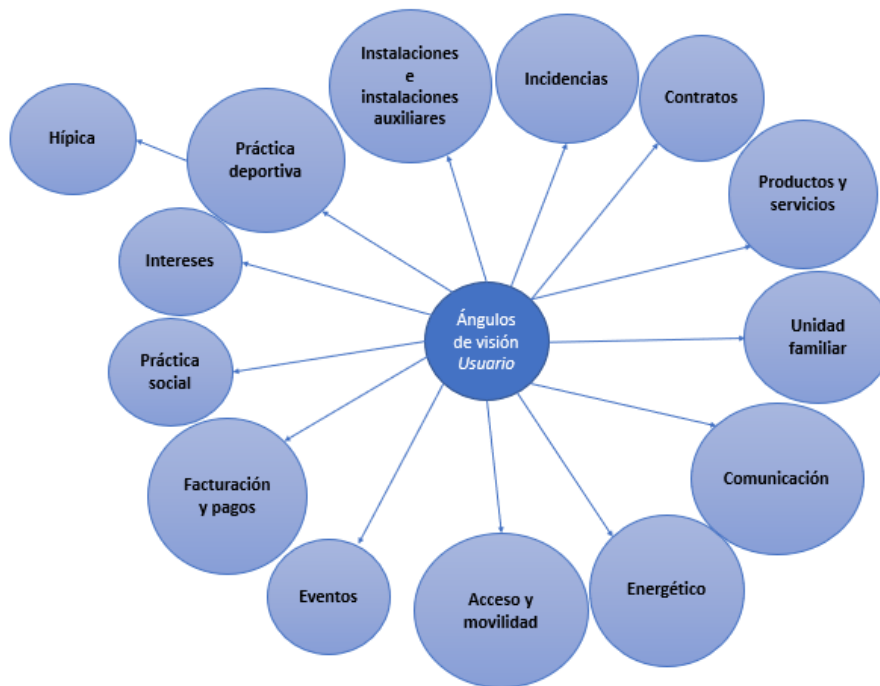 Instalaciones
e
instalaciones
auxiliares
Incidencias
Contratos
Hípica
Práctica
deportiva
Productos y
servicios
Intereses
Ángulos
de visión
Usuario
Unidad
familiar
Práctica
social
Facturación
y pagos
Comunicación
Eventos
Acceso y
movilidad
Energético